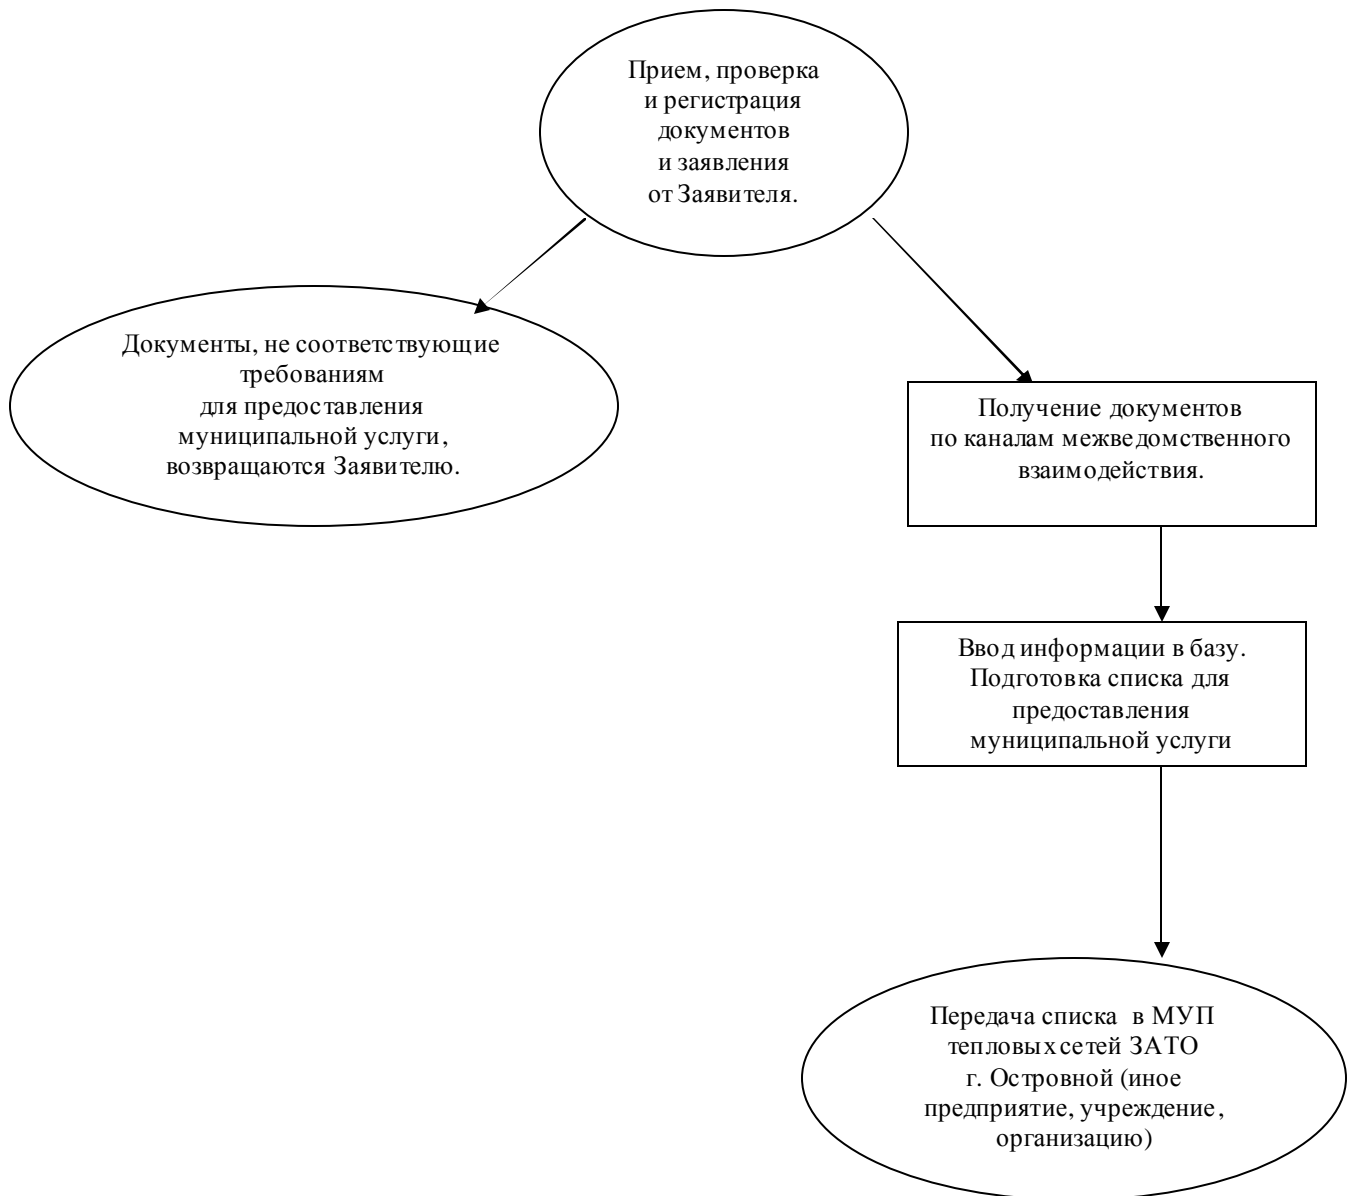 Прием, проверка
и регистрация
документов
и заявления
от Заявителя.
Документы, не соответствующие
требованиям
для предоставления
муниципальной услуги,
возвращаются Заявителю.
Получение документов
по каналам межведомственного
взаимодействия.
Ввод информации в базу.
Подготовка списка для
предоставления
муниципальной услуги
Передача списка в МУП
тепловых сетей ЗАТО
г. Островной (иное
предприятие, учреждение,
организацию)